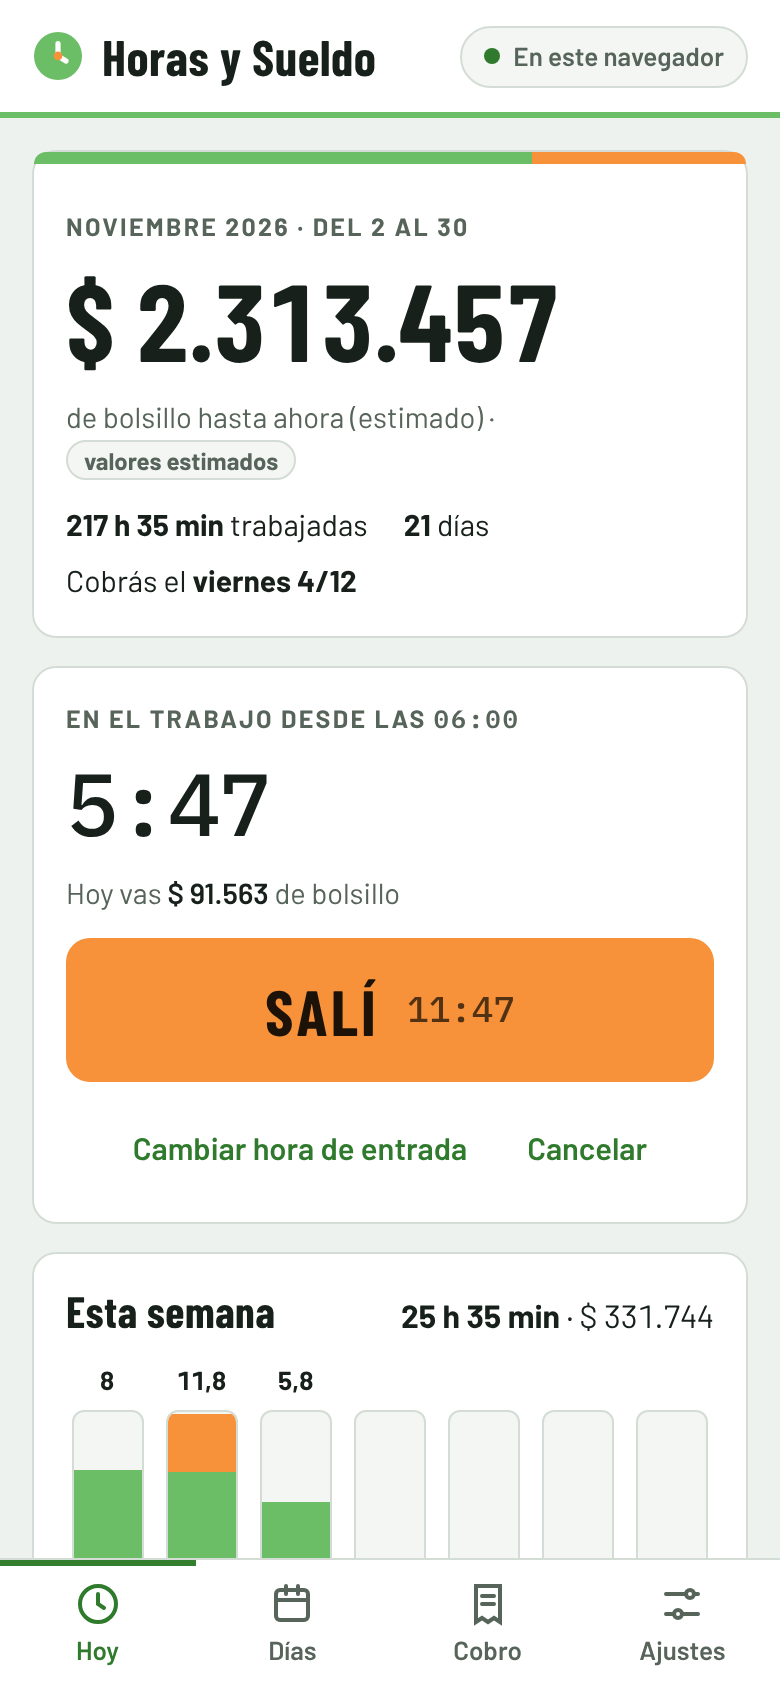 Horas y Sueldo
En este navegador
NOVIEMBRE 2026 · DEL 2 AL 30
$ 2.313.457
de bolsillo hasta ahora (estimado) ·
valores estimados
217 h 35 min trabajadas 21 días
Cobrás el viernes 4/12
EN EL TRABAJO DESDE LAS 06:00
5:47
Hoy vas $ 91.563 de bolsillo
SALÍ 11:47
Cambiar hora de entrada Cancelar
Esta semana 25 h 35 min · $ 331.744
8 11,8 5,8
Hoy Días Cobro Ajustes